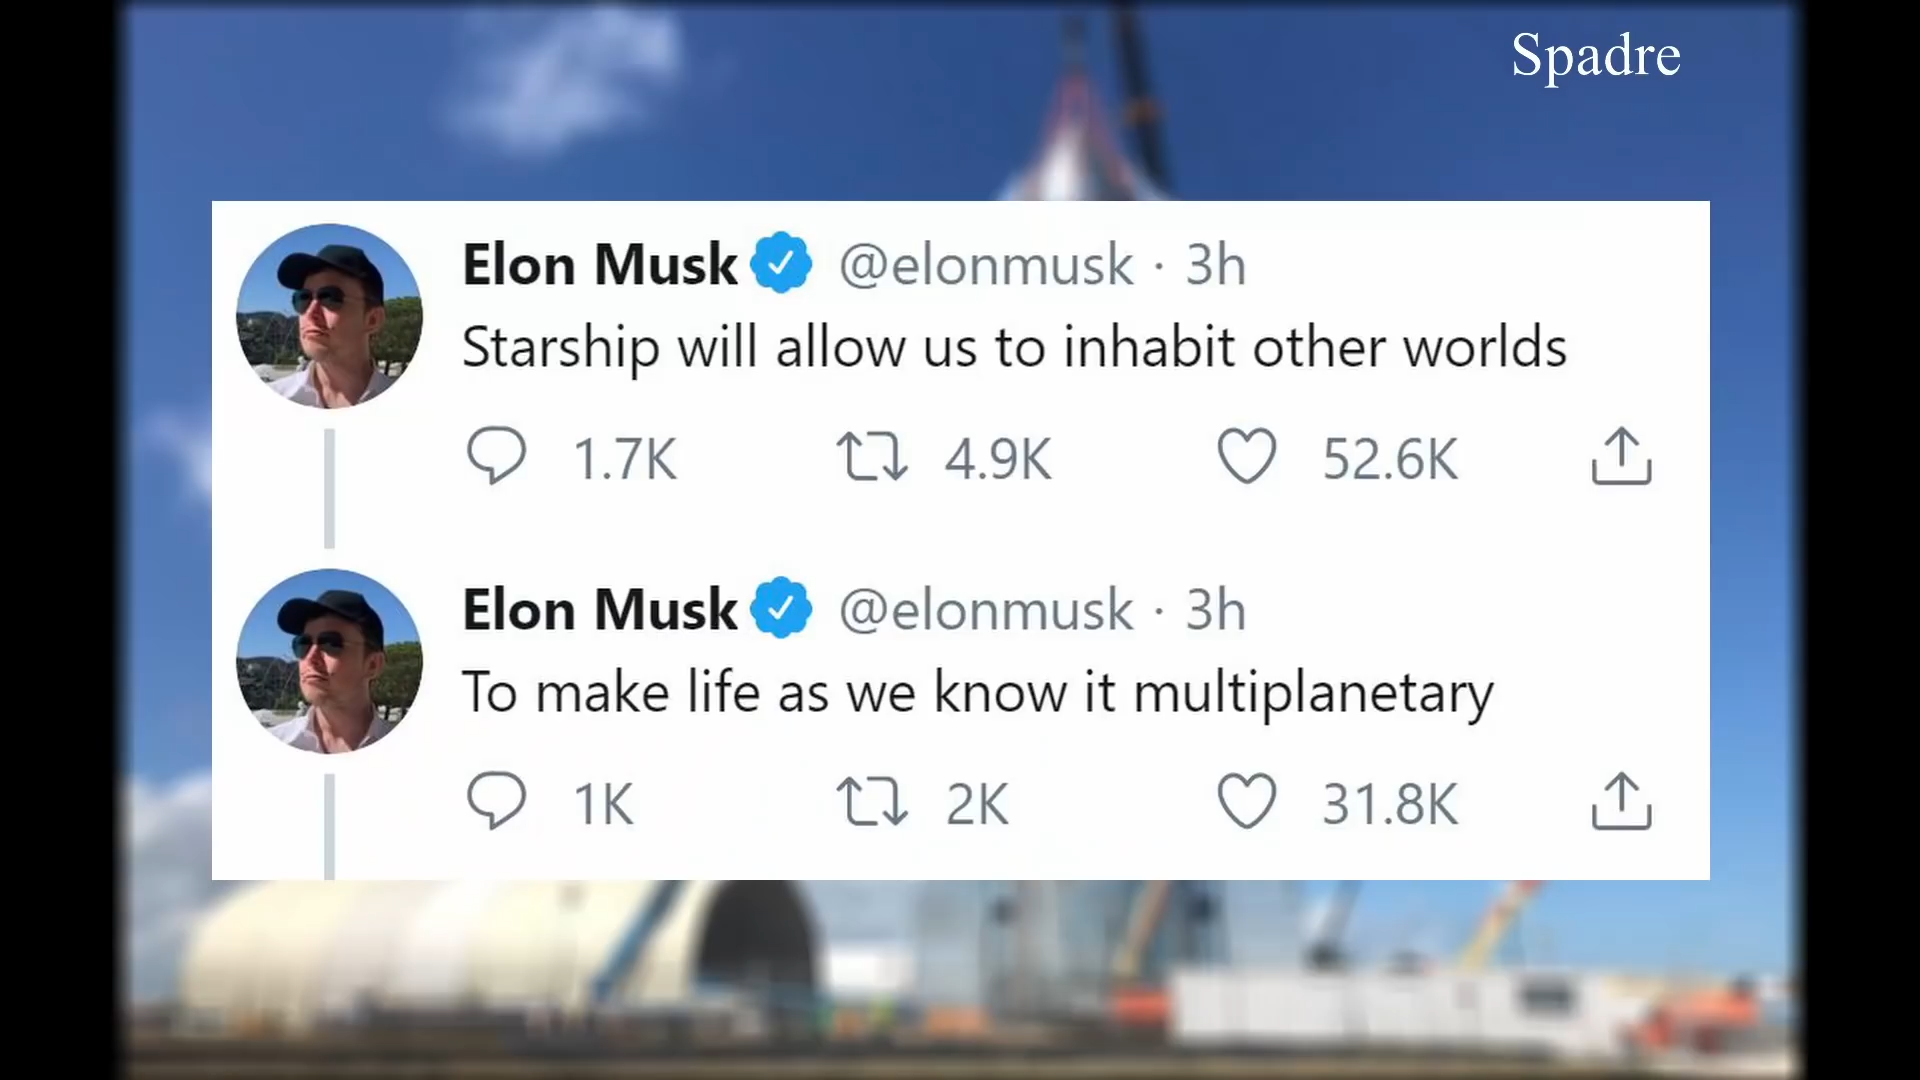 Spadre
Elon Musk @elonmusk · 3h
Starship will allow us to inhabit other worlds
1.7K 4.9K 52.6K
Elon Musk @elonmusk · 3h
To make life as we know it multiplanetary
1K 2K 31.8K